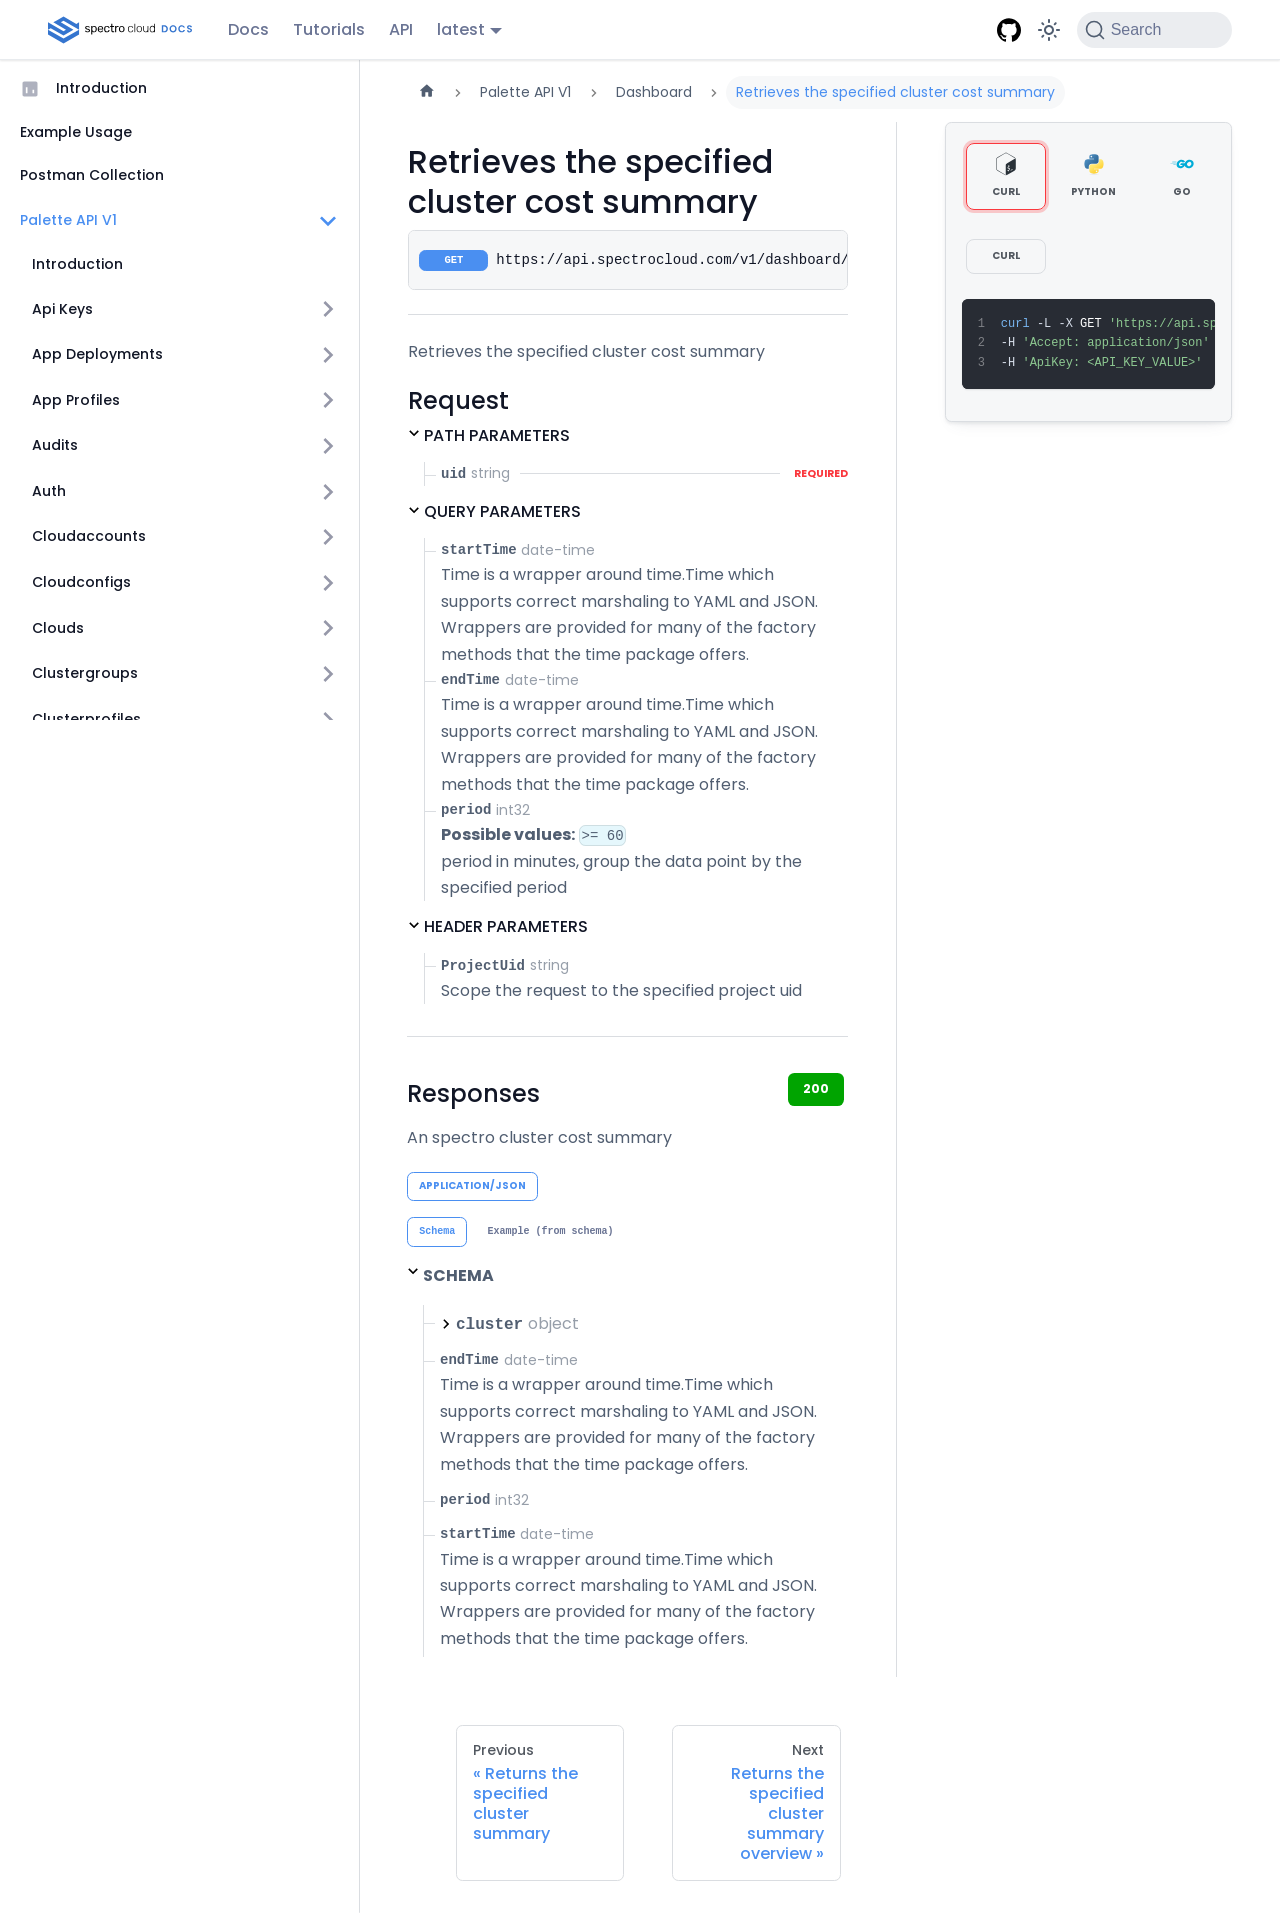 spectro cloud DOCS
Docs
Tutorials
API
latest
Search
Introduction
Example Usage
Postman Collection
Palette API V1
Introduction
Api Keys
App Deployments
App Profiles
Audits
Auth
Cloudaccounts
Cloudconfigs
Clouds
Clustergroups
Clusterprofiles
Palette API V1
Dashboard
Retrieves the specified cluster cost summary
Retrieves the specified
cluster cost summary
GET https://api.spectrocloud.com/v1/dashboard/
Retrieves the specified cluster cost summary
Request
PATH PARAMETERS
uid string REQUIRED
QUERY PARAMETERS
startTime date-time
Time is a wrapper around time.Time which
supports correct marshaling to YAML and JSON.
Wrappers are provided for many of the factory
methods that the time package offers.
endTime date-time
Time is a wrapper around time.Time which
supports correct marshaling to YAML and JSON.
Wrappers are provided for many of the factory
methods that the time package offers.
period int32
Possible values: >= 60
period in minutes, group the data point by the
specified period
HEADER PARAMETERS
ProjectUid string
Scope the request to the specified project uid
Responses
200
An spectro cluster cost summary
APPLICATION/JSON
Schema
Example (from schema)
SCHEMA
cluster object
endTime date-time
Time is a wrapper around time.Time which
supports correct marshaling to YAML and JSON.
Wrappers are provided for many of the factory
methods that the time package offers.
period int32
startTime date-time
Time is a wrapper around time.Time which
supports correct marshaling to YAML and JSON.
Wrappers are provided for many of the factory
methods that the time package offers.
CURL
PYTHON
GO
CURL
1 curl -L -X GET 'https://api.sp
2 -H 'Accept: application/json'
3 -H 'ApiKey: <API_KEY_VALUE>'
Previous
« Returns the
specified
cluster
summary
Next
Returns the
specified
cluster
summary
overview »